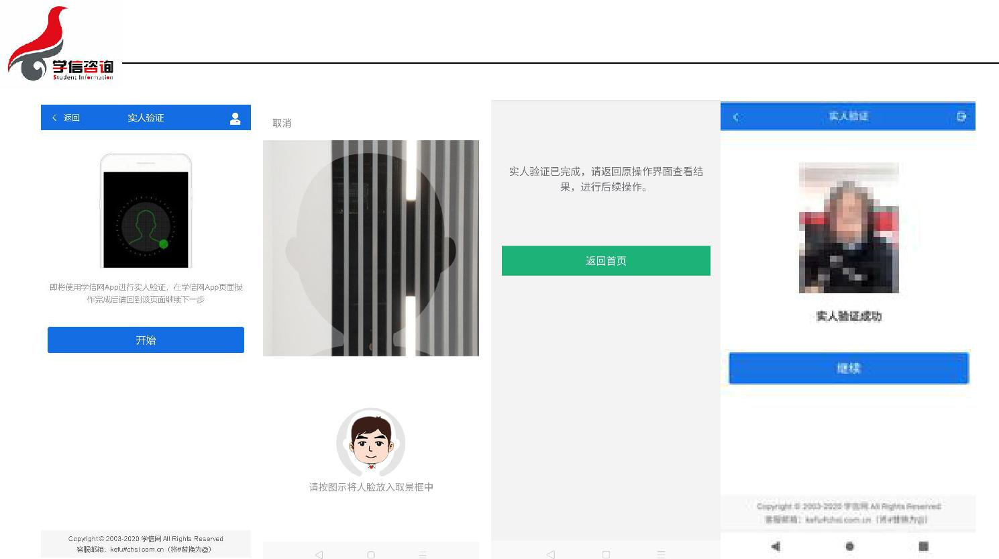 学信咨询
Student Information
返回
实人验证
即将使用学信网App进行实人验证，在学信网App页面操
作完成后请回到该页面继续下一步
开始
Copyright © 2003-2020 学信网 All Rights Reserved
客服邮箱：kefu#chsi.com.cn（将#替换为@）
取消
请按图示将人脸放入取景框中
实人验证已完成，请返回原操作界面查看结
果，进行后续操作。
返回首页
实人验证
实人验证成功
继续
Copyright © 2003-2020 学信网 All Rights Reserved
客服邮箱：kefu#chsi.com.cn（将#替换为@）